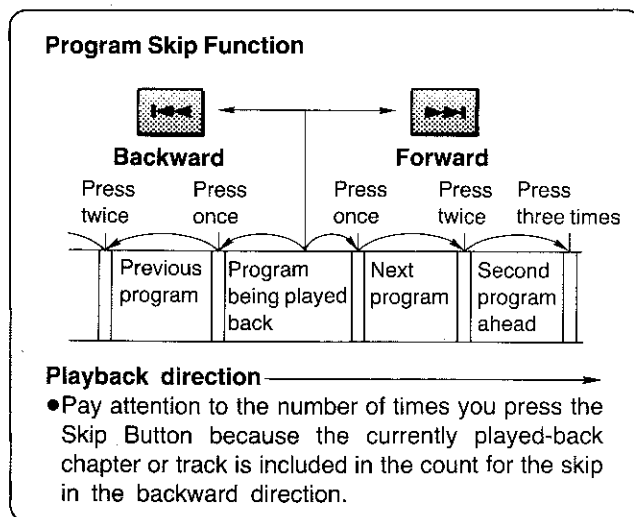 Program Skip Function
Backward
Forward
Press twice
Press once
Press once
Press twice
Press three times
Previous program
Program being played back
Next program
Second program ahead
Playback direction
●Pay attention to the number of times you press the
Skip Button because the currently played-back
chapter or track is included in the count for the skip
in the backward direction.